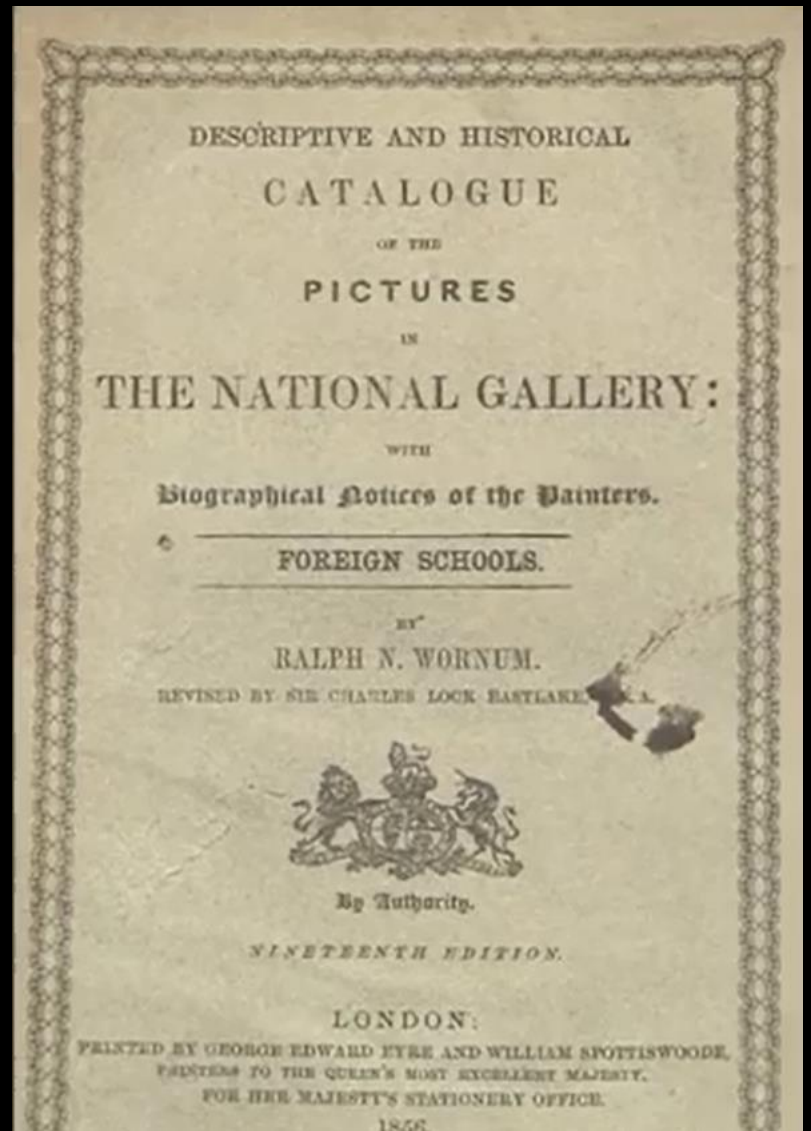 DESCRIPTIVE AND HISTORICAL
CATALOGUE
OF THE
PICTURES
IN
THE NATIONAL GALLERY:
WITH
Biographical Notices of the Painters.
FOREIGN SCHOOLS.
BY
RALPH N. WORNUM.
REVISED BY SIR CHARLES LOCK EASTLAKE, .A.
By Authority.
NINETEENTH EDITION.
LONDON:
PRINTED BY GEORGE EDWARD EYRE AND WILLIAM SPOTTISWOODE,
PRINTERS TO THE QUEEN'S MOST EXCELLENT MAJESTY.
FOR HER MAJESTY'S STATIONERY OFFICE.
1856.